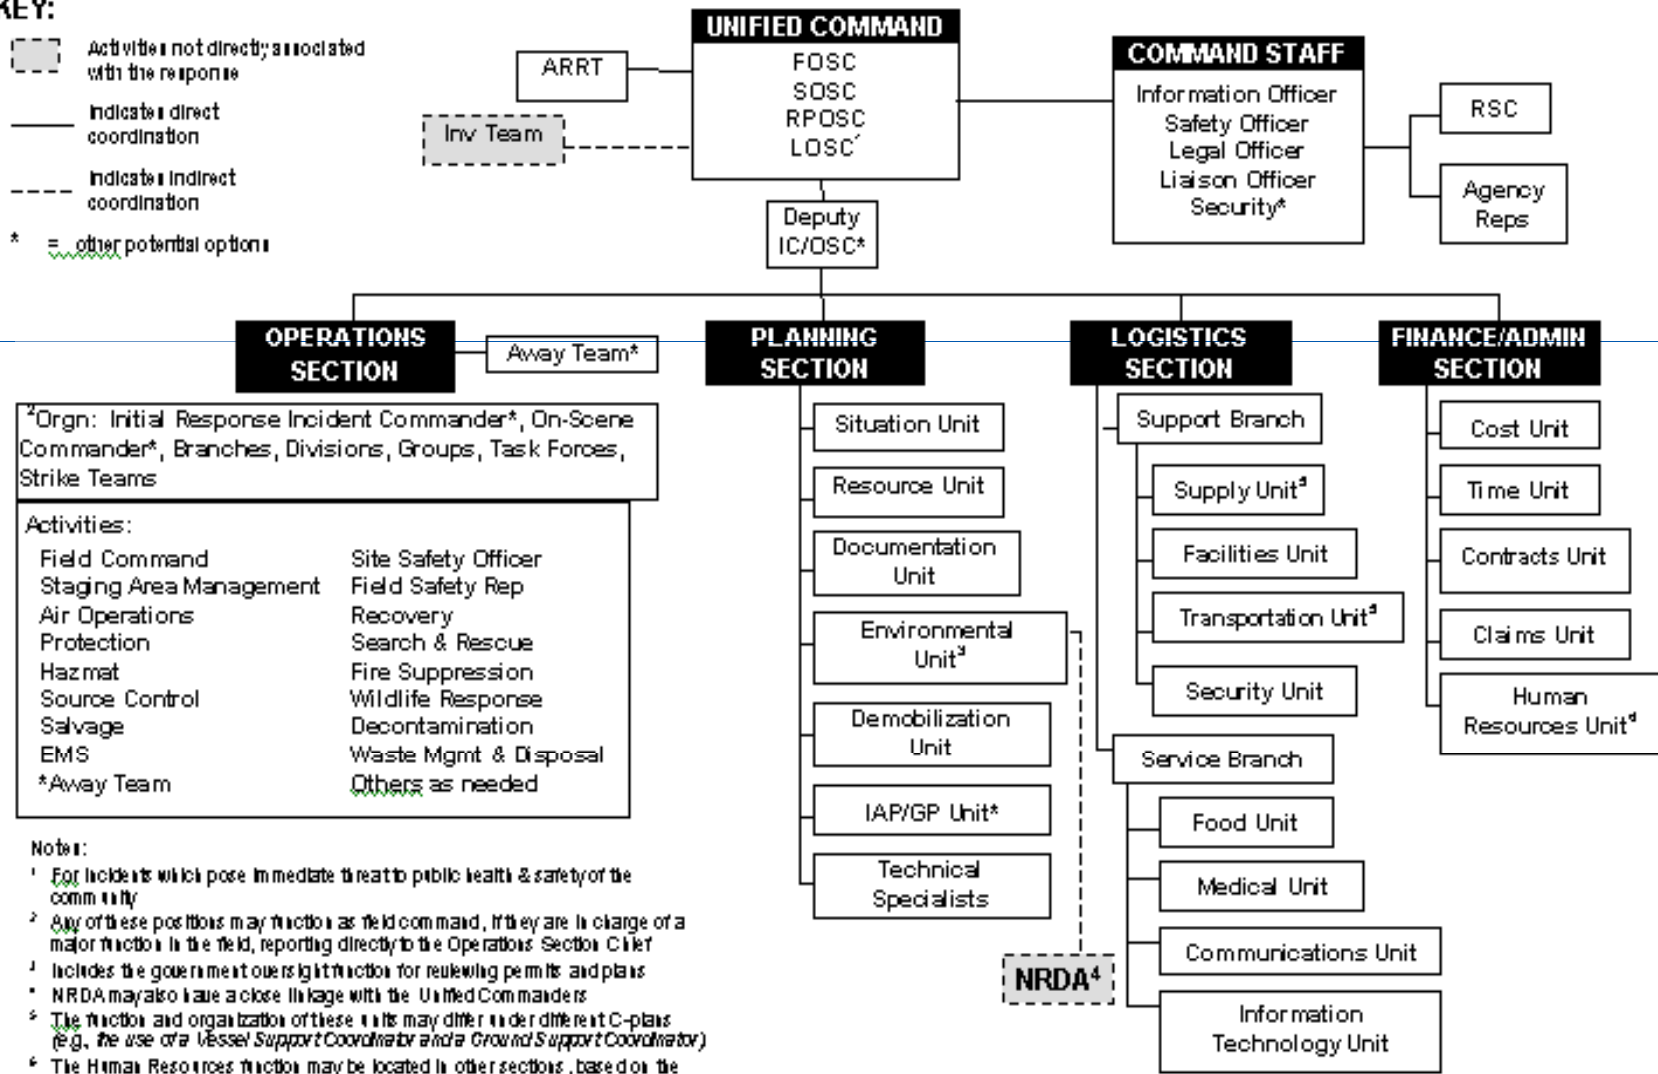 KEY:
Activities not directly associated
with the response
Indicates direct
coordination
Indicates indirect
coordination
* = other potential options
ARRT
Inv Team
UNIFIED COMMAND
FOSC
SOSC
RPOSC
LOSC
COMMAND STAFF
Information Officer
Safety Officer
Legal Officer
Liaison Officer
Security*
RSC
Agency
Reps
Deputy
IC/OSC*
OPERATIONS
SECTION
Away Team*
²Orgn: Initial Response Incident Commander*, On-Scene
Commander*, Branches, Divisions, Groups, Task Forces,
Strike Teams
Activities:
Field Command
Staging Area Management
Air Operations
Protection
Hazmat
Source Control
Salvage
EMS
*Away Team
Site Safety Officer
Field Safety Rep
Recovery
Search & Rescue
Fire Suppression
Wildlife Response
Decontamination
Waste Mgmt & Disposal
Others as needed
PLANNING
SECTION
Situation Unit
Resource Unit
Documentation
Unit
Environmental
Unit³
Demobilization
Unit
IAP/GP Unit*
Technical
Specialists
NRDA⁴
LOGISTICS
SECTION
Support Branch
Supply Unit⁵
Facilities Unit
Transportation Unit⁵
Security Unit
Service Branch
Food Unit
Medical Unit
Communications Unit
Information
Technology Unit
FINANCE/ADMIN
SECTION
Cost Unit
Time Unit
Contracts Unit
Claims Unit
Human
Resources Unit⁶
Notes:
¹ For incidents which pose immediate threat to public health & safety of the
community
² Any of these positions may function as field command, if they are in charge of a
major function in the field, reporting directly to the Operations Section Chief
³ Includes the government oversight function for reviewing permits and plans
⁴ NRDA may also have a close linkage with the Unified Commanders
⁵ The function and organization of these units may differ under different C-plans
(e.g., the use of a Vessel Support Coordinator and a Ground Support Coordinator)
⁶ The Human Resources function may be located in other sections, based on the